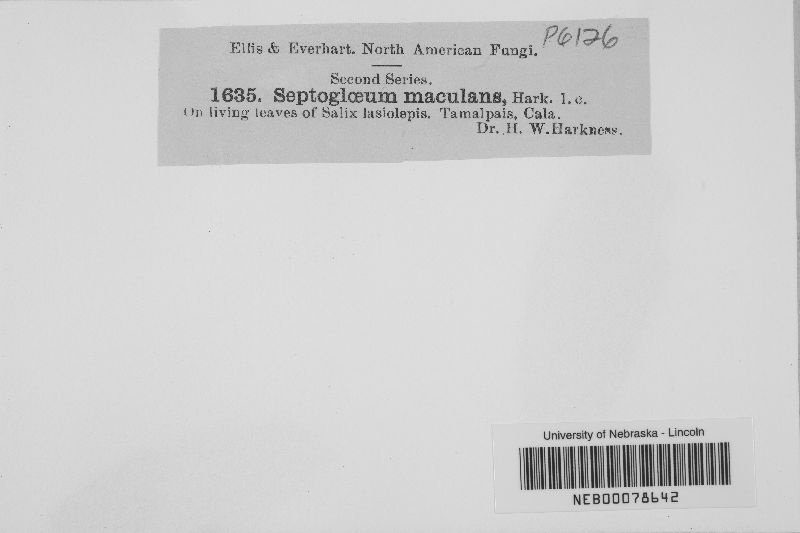 Ellis & Everhart. North American Fungi.
P6126
Second Series.
1635. Septoglœum maculans, Hark. l. c.
On living leaves of Salix lasiolepis. Tamalpais, Cala.
Dr. H. W. Harkness.
University of Nebraska - Lincoln
NEB00078642